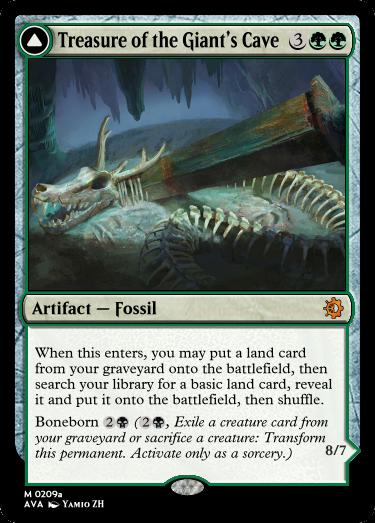 Treasure of the Giant's Cave 3
Artifact — Fossil
When this enters, you may put a land card
from your graveyard onto the battlefield, then
search your library for a basic land card, reveal
it and put it onto the battlefield, then shuffle.
Boneborn 2 (2, Exile a creature card from
your graveyard or sacrifice a creature: Transform
this permanent. Activate only as a sorcery.)
8/7
M 0209a
AVA YAMIO ZH